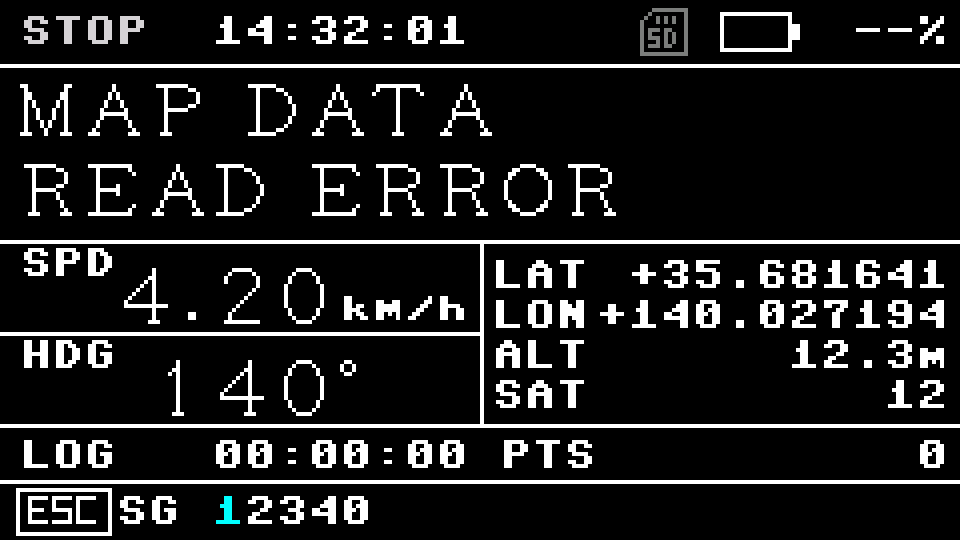 STOP 14:32:01 SD --%
MAP DATA
READ ERROR
SPD 4.20 km/h
HDG 140°
LAT +35.681641
LON +140.027194
ALT 12.3m
SAT 12
LOG 00:00:00 PTS 0
ESC SG 12340